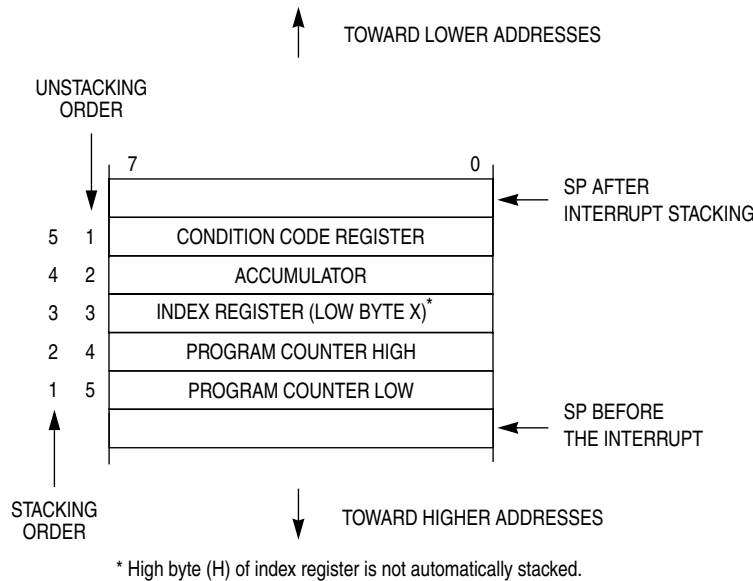 TOWARD LOWER ADDRESSES
UNSTACKING
ORDER
7 0
SP AFTER
INTERRUPT STACKING
5 1 CONDITION CODE REGISTER
4 2 ACCUMULATOR
3 3 INDEX REGISTER (LOW BYTE X)*
2 4 PROGRAM COUNTER HIGH
1 5 PROGRAM COUNTER LOW
SP BEFORE
THE INTERRUPT
STACKING
ORDER
TOWARD HIGHER ADDRESSES
* High byte (H) of index register is not automatically stacked.